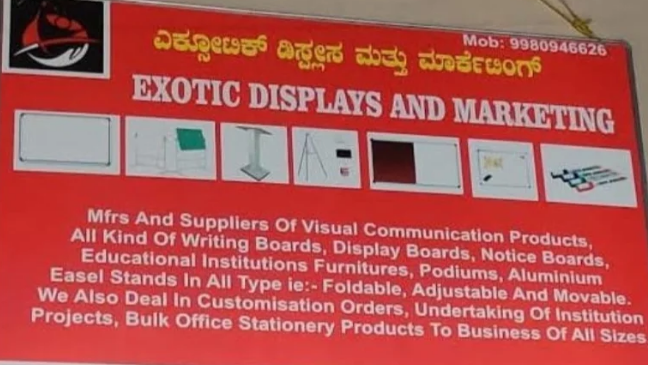 Mob: 9980946626
ಎಕ್ಸೋಟಿಕ್ ಡಿಸ್ಪ್ಲೇಸ ಮತ್ತು ಮಾರ್ಕೆಟಿಂಗ್
EXOTIC DISPLAYS AND MARKETING
Mfrs And Suppliers Of Visual Communication Products,
All Kind Of Writing Boards, Display Boards, Notice Boards,
Educational Institutions Furnitures, Podiums, Aluminium
Easel Stands In All Type ie:- Foldable, Adjustable And Movable.
We Also Deal In Customisation Orders, Undertaking Of Institution
Projects, Bulk Office Stationery Products To Business Of All Sizes